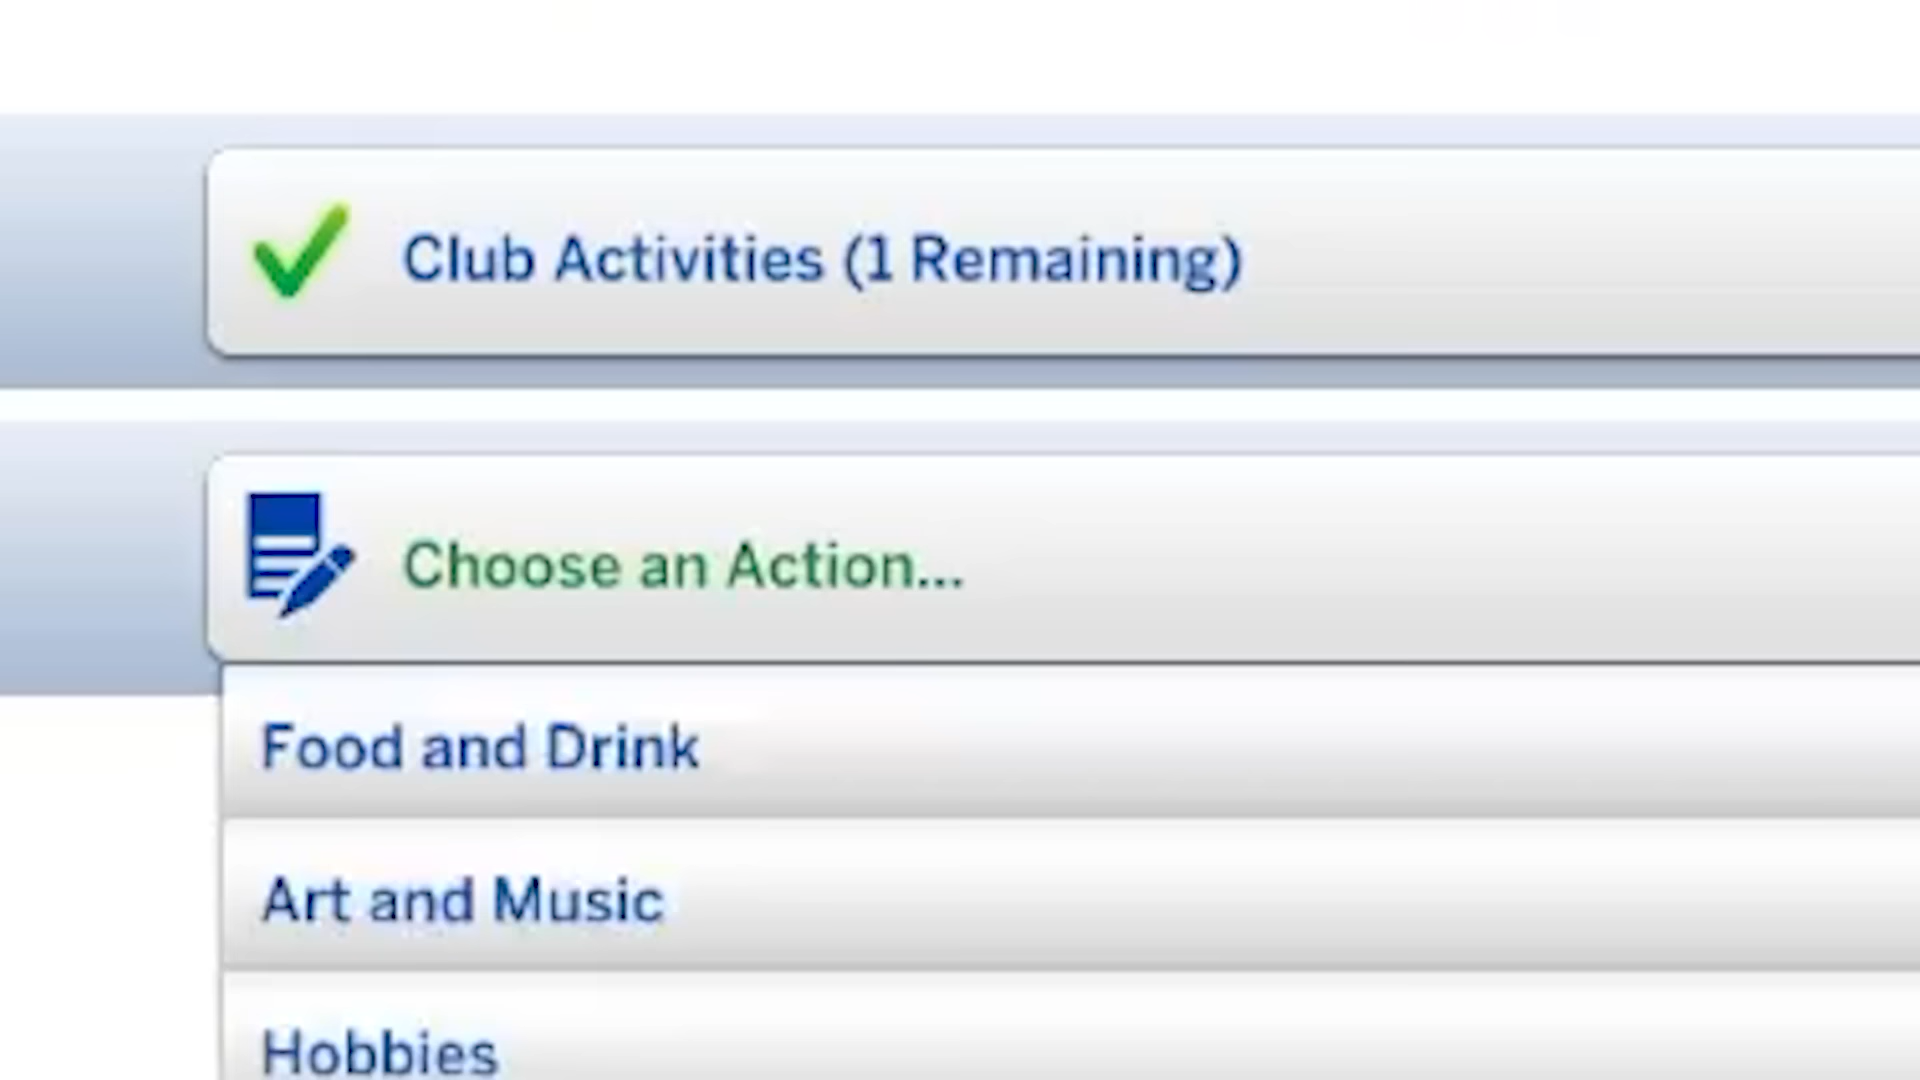 Club Activities (1 Remaining)
Choose an Action...
Food and Drink
Art and Music
Hobbies